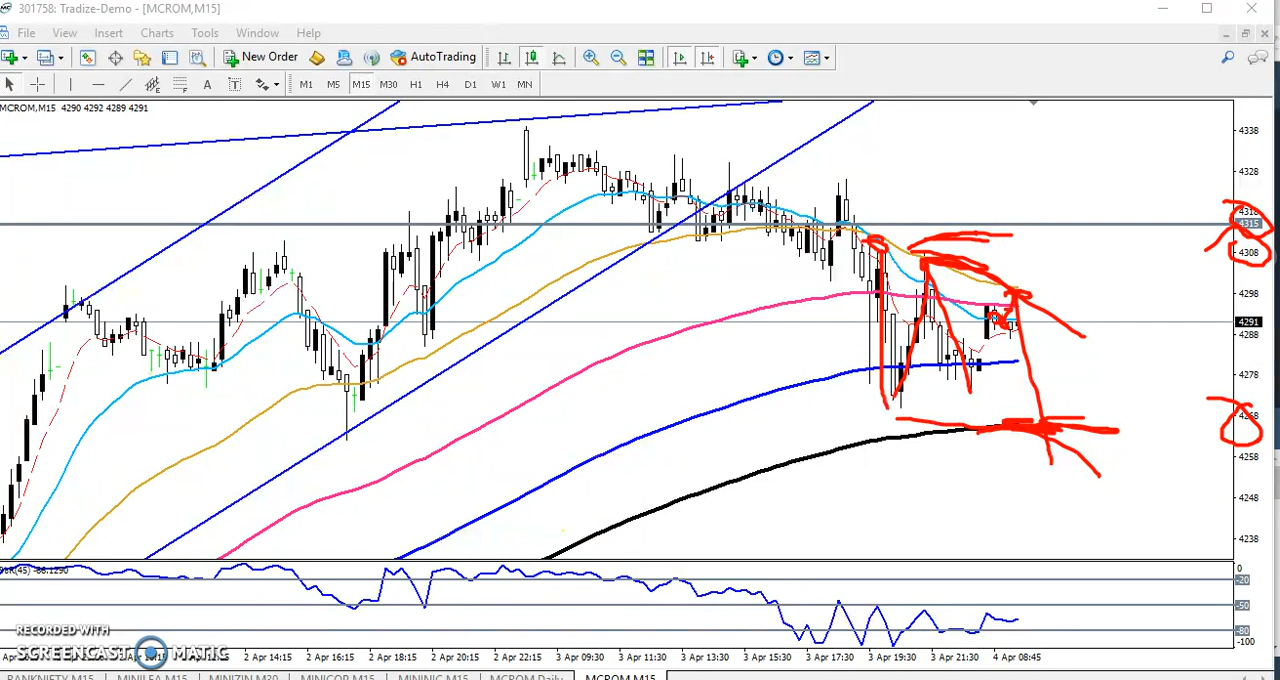 301758: Tradize-Demo - [MCROM,M15]
File View Insert Charts Tools Window Help
New Order AutoTrading
A T M1 M5 M15 M30 H1 H4 D1 W1 MN
MCROM,M15 4290 4292 4289 4291
4338
4328
4318
4315
4308
4298
4291
4288
4278
4268
4258
4248
4238
%R(45) -66.1290
0
-20
-50
-80
-100
RECORDED WITH
SCREENCAST MATIC
2 Apr 14:15 2 Apr 16:15 2 Apr 18:15 2 Apr 20:15 2 Apr 22:15 3 Apr 09:30 3 Apr 11:30 3 Apr 13:30 3 Apr 15:30 3 Apr 17:30 3 Apr 19:30 3 Apr 21:30 4 Apr 08:45
BANKNIFTY M15 MINILEA M15 MINIZIN M30 MINICOP M15 MININIC M15 MCROM Daily MCROM M15